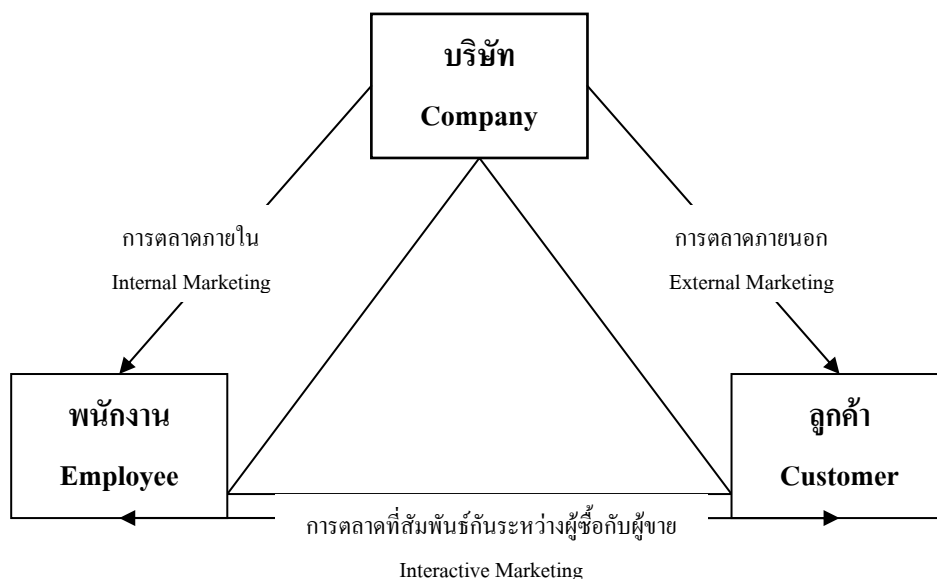 บริษัท
Company
การตลาดภายใน
Internal Marketing
การตลาดภายนอก
External Marketing
พนักงาน
Employee
ลูกค้า
Customer
การตลาดที่สัมพันธ์กันระหว่างผู้ซื้อกับผู้ขาย
Interactive Marketing